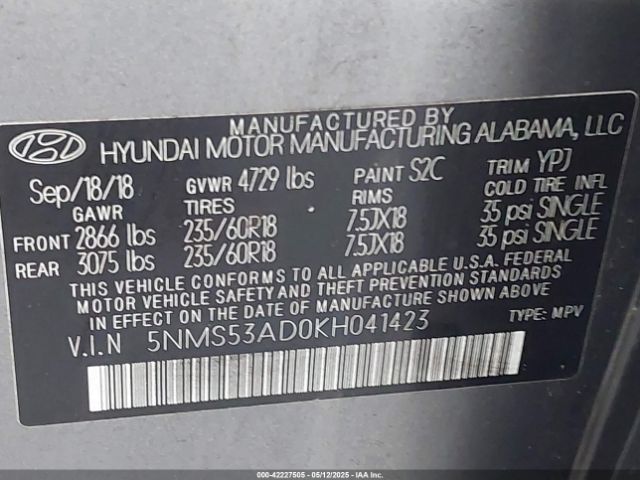 MANUFACTURED BY
HYUNDAI MOTOR MANUFACTURING ALABAMA, LLC
Sep/18/18 GVWR 4729 lbs PAINT S2C TRIM YPJ
GAWR TIRES RIMS COLD TIRE INFL
FRONT 2866 lbs 235/60R18 7.5JX18 35 psi SINGLE
REAR 3075 lbs 235/60R18 7.5JX18 35 psi SINGLE
THIS VEHICLE CONFORMS TO ALL APPLICABLE U.S.A. FEDERAL
MOTOR VEHICLE SAFETY AND THEFT PREVENTION STANDARDS
IN EFFECT ON THE DATE OF MANUFACTURE SHOWN ABOVE.
V.I.N 5NMS53AD0KH041423 TYPE: MPV
000-42227505 - 05/12/2025 - IAAI.COM